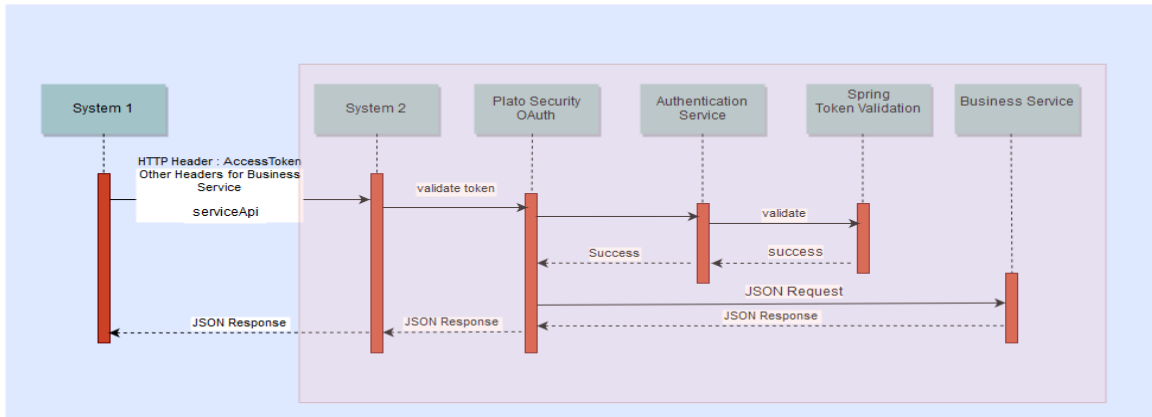 System 1
System 2
Plato Security
OAuth
Authentication
Service
Spring
Token Validation
Business Service
HTTP Header : AccessToken
Other Headers for Business
Service
serviceApi
validate token
validate
Success
success
JSON Request
JSON Response
JSON Response
JSON Response